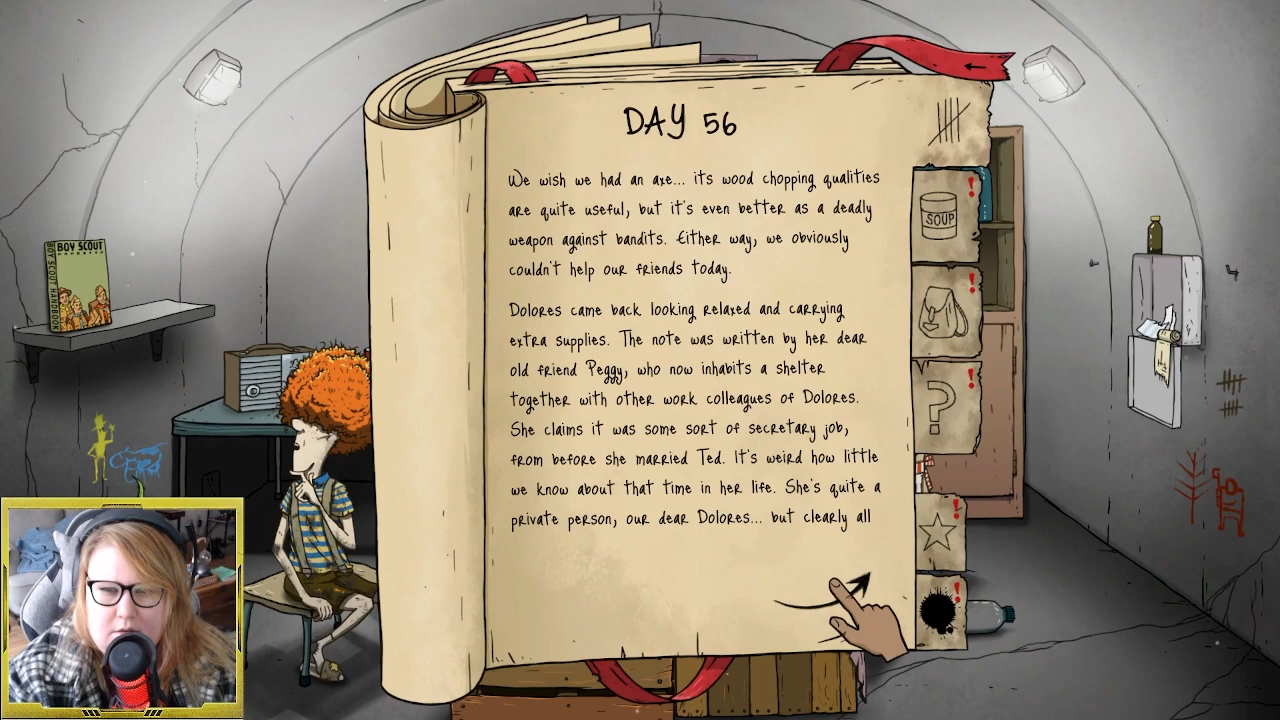 DAY 56
We wish we had an axe... its wood chopping qualities
are quite useful, but it's even better as a deadly
weapon against bandits. Either way, we obviously
couldn't help our friends today.
Dolores came back looking relaxed and carrying
extra supplies. The note was written by her dear
old friend Peggy, who now inhabits a shelter
together with other work colleagues of Dolores.
She claims it was some sort of secretary job,
from before she married Ted. It's weird how little
we know about that time in her life. She's quite a
private person, our dear Dolores... but clearly all
BOY SCOUT
BOY SCOUT HANDBOOK
SOUP
!
!
!
!
!
?